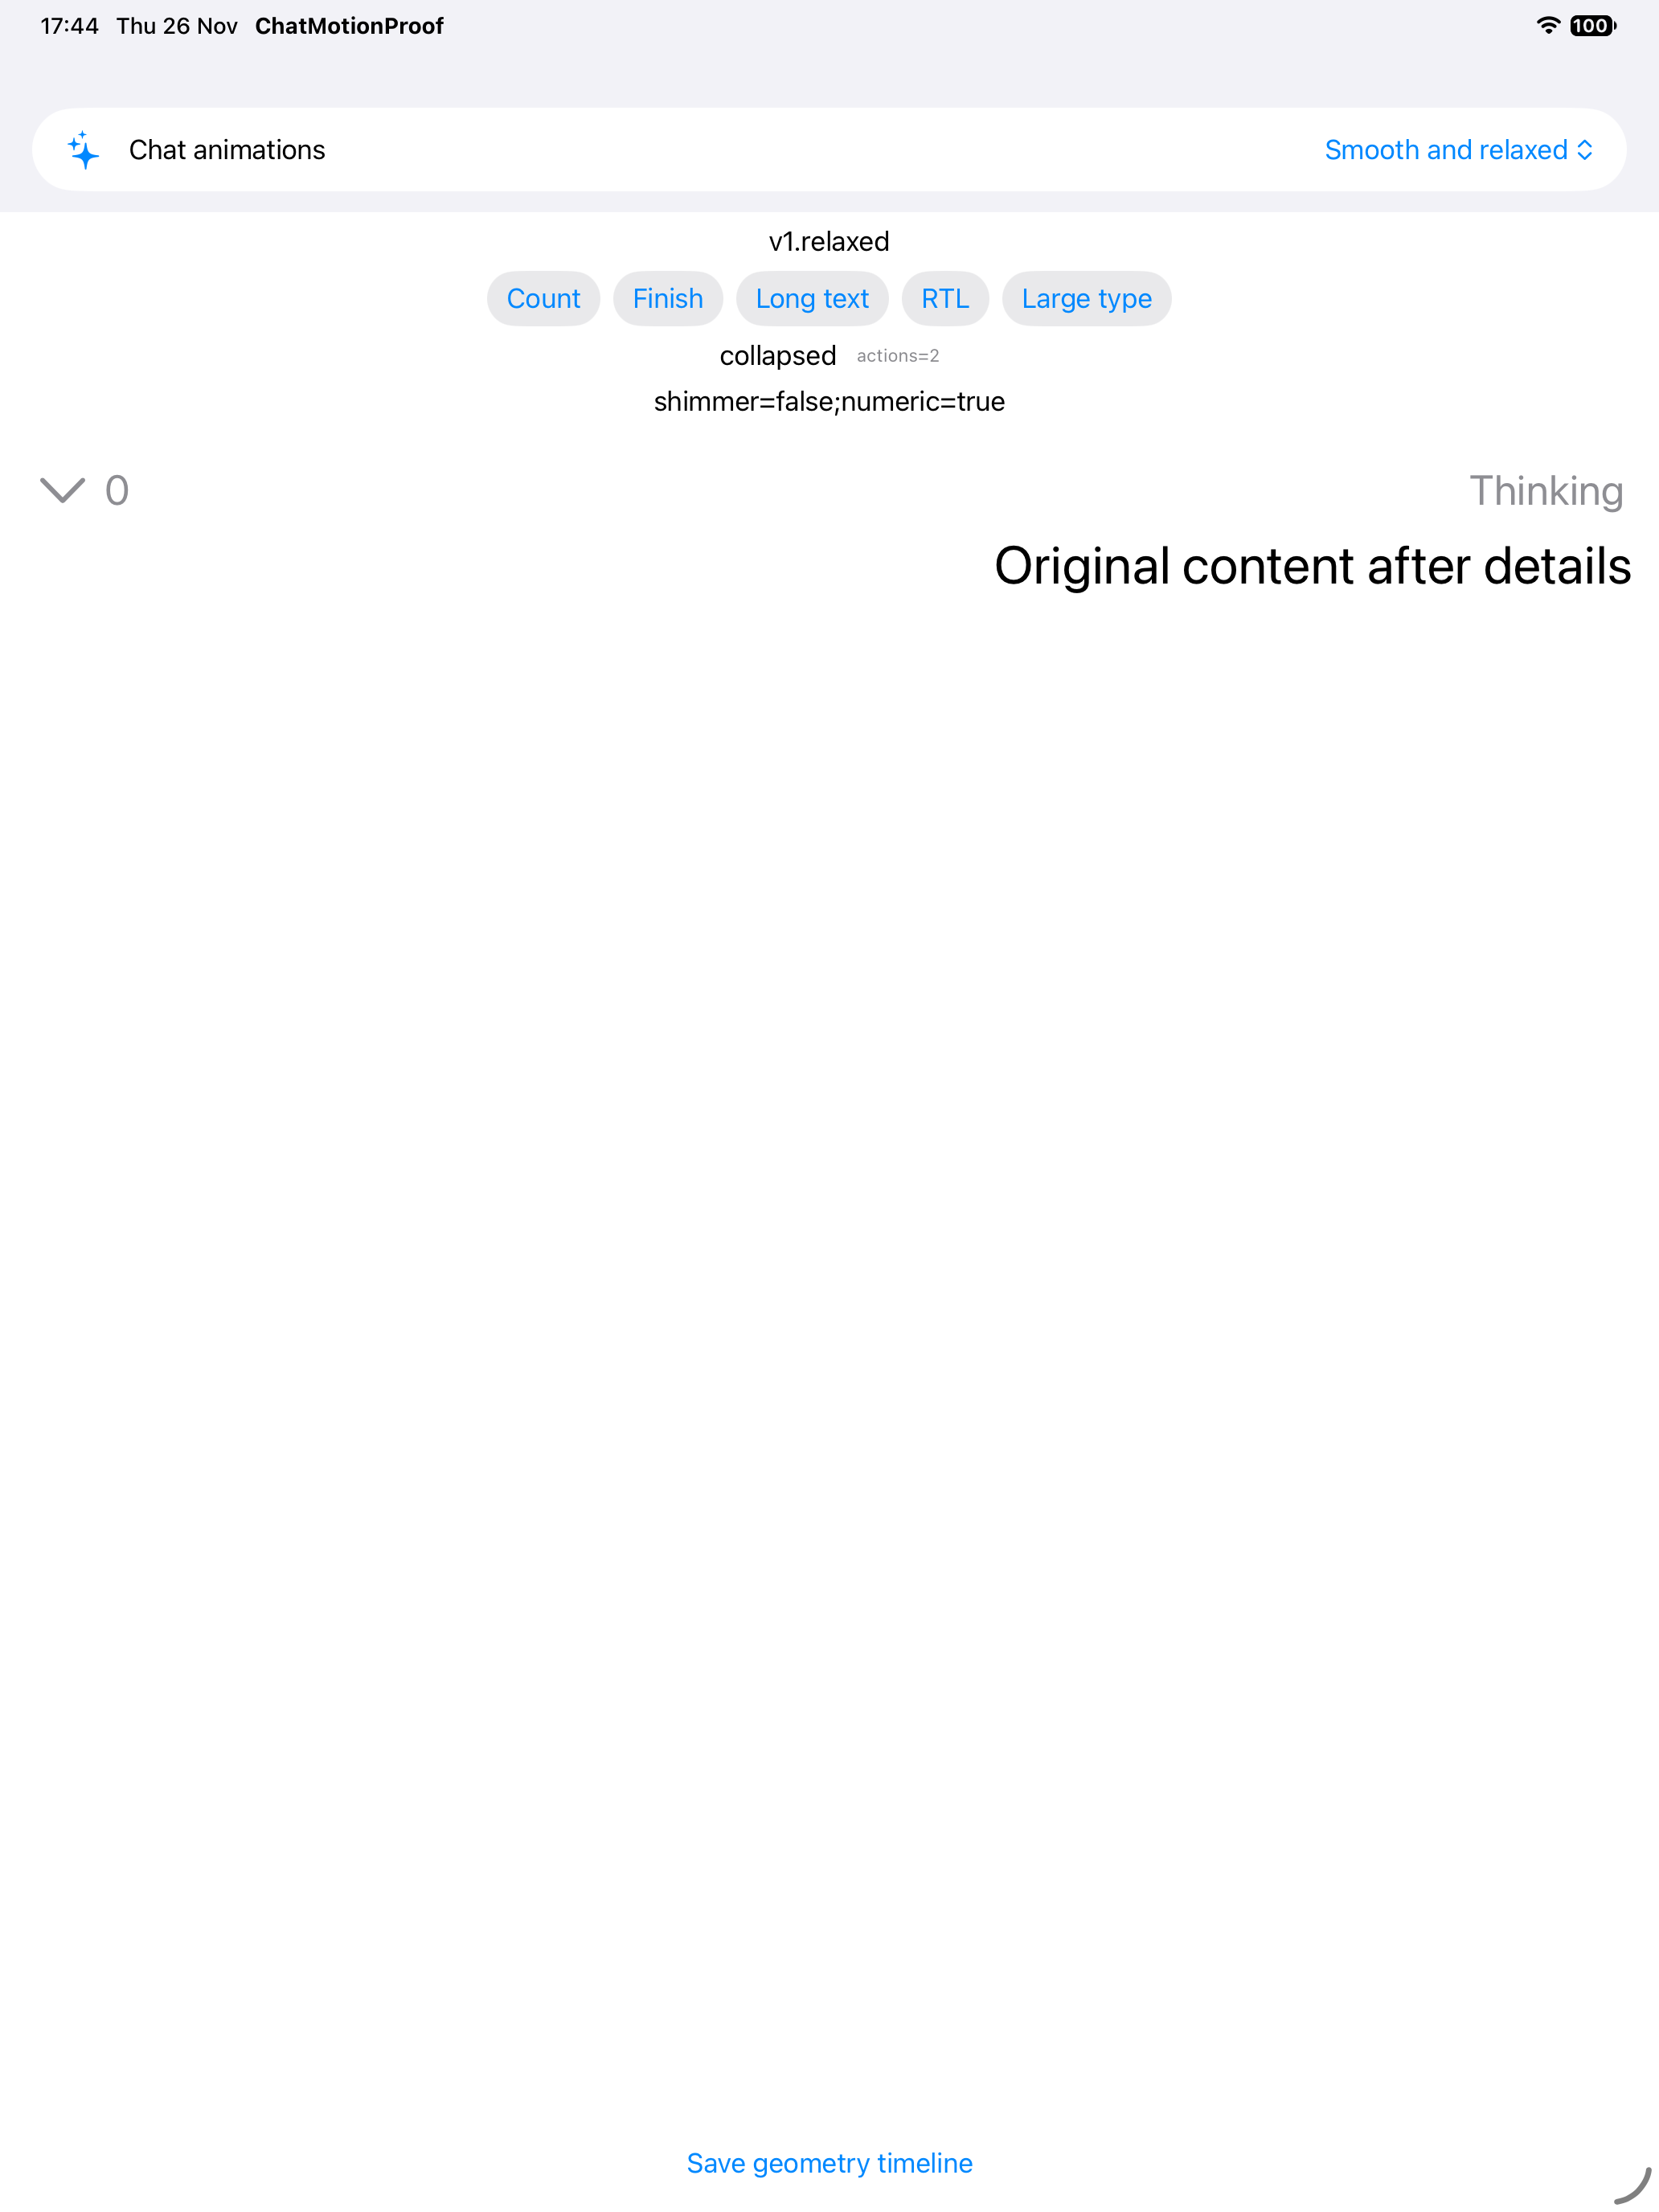 17:44 Thu 26 Nov ChatMotionProof 100
Chat animations Smooth and relaxed
v1.relaxed
Count Finish Long text RTL Large type
collapsed actions=2
shimmer=false;numeric=true
0 Thinking
Original content after details
Save geometry timeline